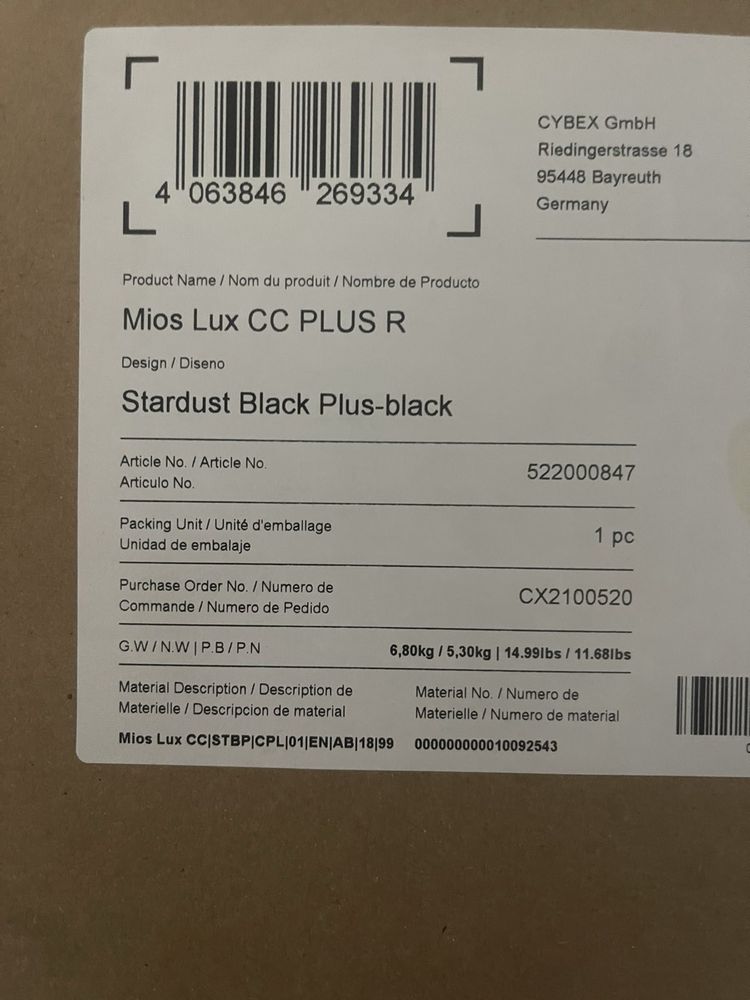 4 063846 269334
CYBEX GmbH
Riedingerstrasse 18
95448 Bayreuth
Germany
Product Name / Nom du produit / Nombre de Producto
Mios Lux CC PLUS R
Design / Diseno
Stardust Black Plus-black
Article No. / Article No.
Articulo No.
522000847
Packing Unit / Unité d'emballage
Unidad de embalaje
1 pc
Purchase Order No. / Numero de
Commande / Numero de Pedido
CX2100520
G.W / N.W | P.B / P.N
6,80kg / 5,30kg | 14.99lbs / 11.68lbs
Material Description / Description de
Materielle / Descripcion de material
Mios Lux CC|STBP|CPL|01|EN|AB|18|99
Material No. / Numero de
Materielle / Numero de material
000000000010092543